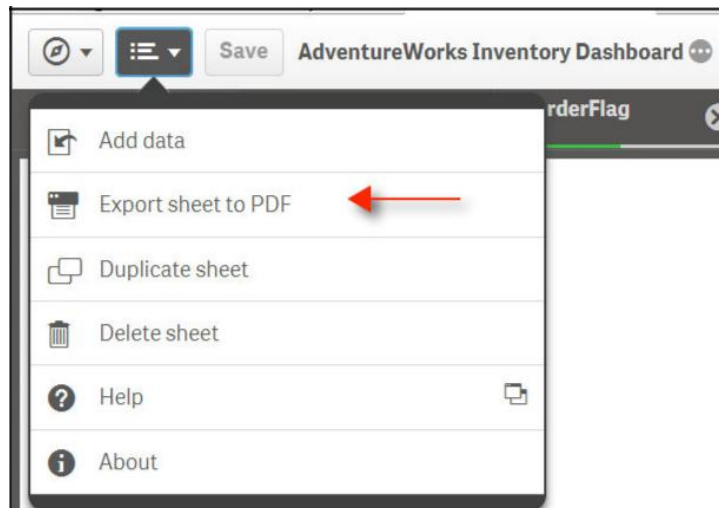 Save AdventureWorks Inventory Dashboard
rderFlag
Add data
Export sheet to PDF
Duplicate sheet
Delete sheet
Help
About